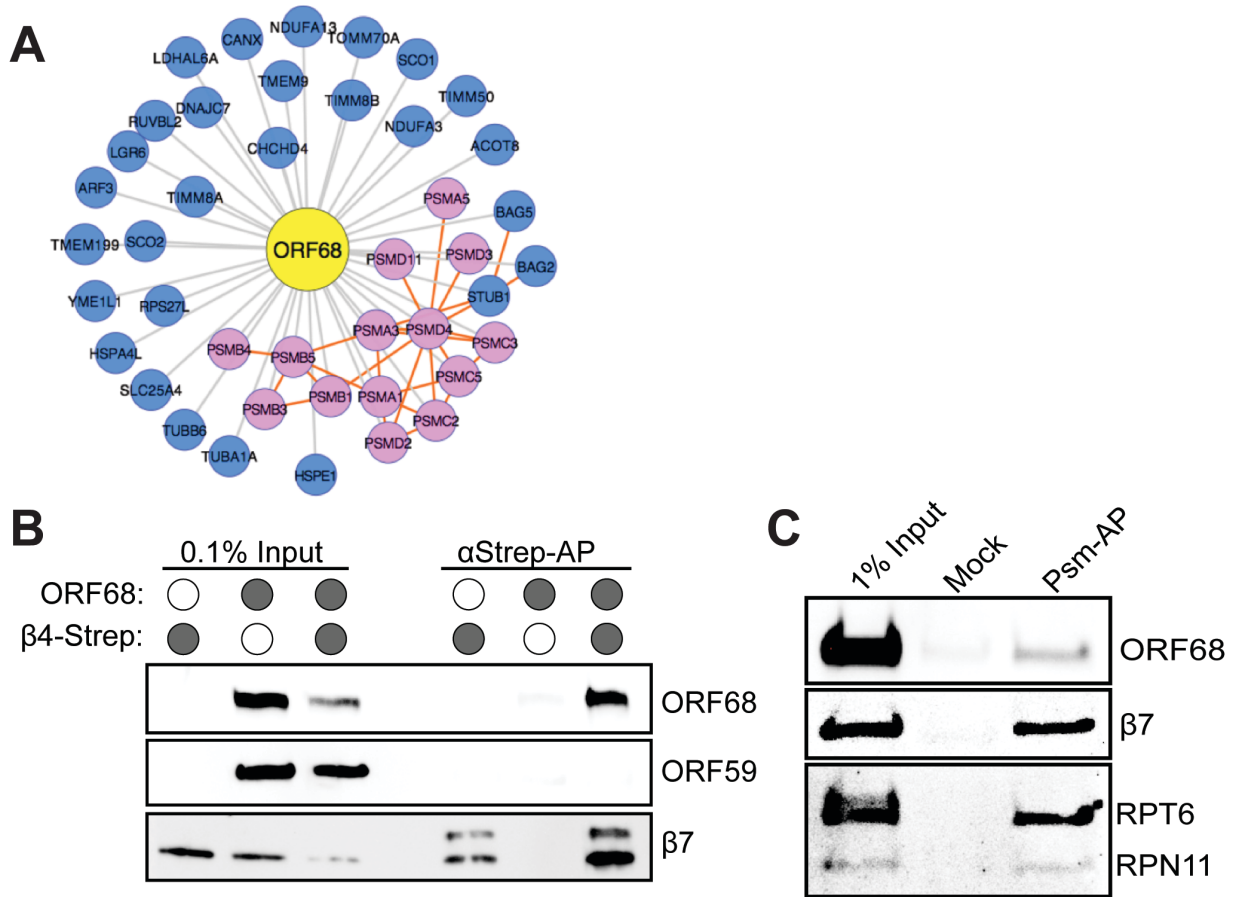 A
NDUFA13
TOMM70A
CANX
SCO1
LDHAL6A
TMEM9
TIMM8B
TIMM50
DNAJC7
RUVBL2
NDUFA3
CHCHD4
LGR6
ACOT8
ARF3
TIMM8A
PSMA5
BAG5
TMEM199
SCO2
ORF68
PSMD11
PSMD3
BAG2
YME1L1
RPS27L
STUB1
PSMA3
PSMD4
HSPA4L
PSMB4
PSMB5
PSMC3
SLC25A4
PSMC5
PSMB3
PSMB1
PSMA1
TUBB6
PSMC2
PSMD2
TUBA1A
HSPE1
B
0.1% Input
αStrep-AP
ORF68:
β4-Strep:
ORF68
ORF59
β7
C
1% Input
Mock
Psm-AP
ORF68
β7
RPT6
RPN11